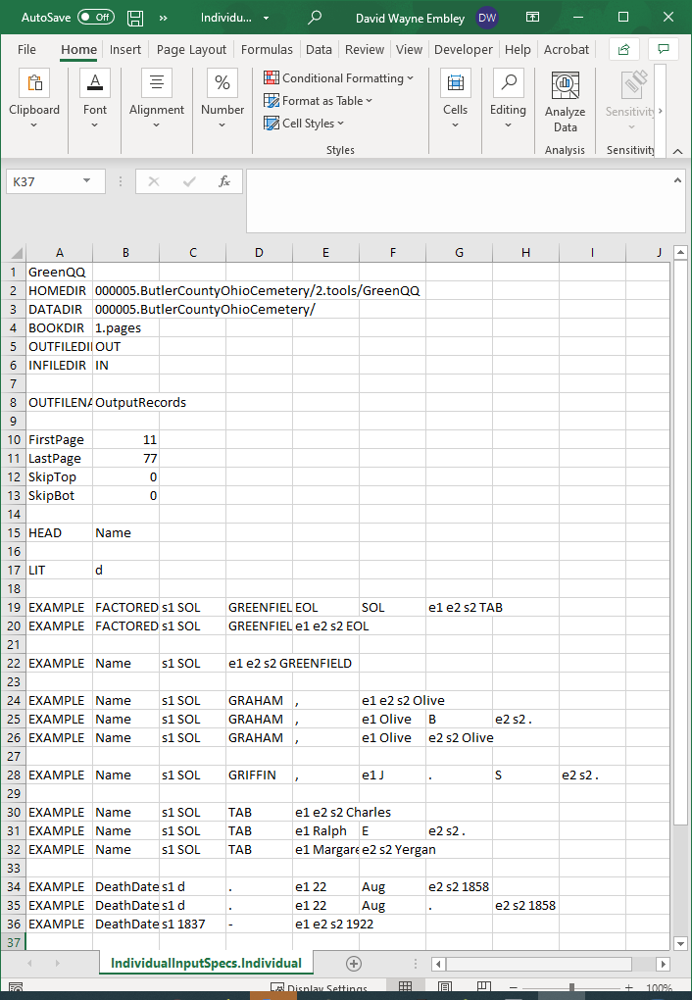 AutoSave Off » Individu... David Wayne Embley DW
File Home Insert Page Layout Formulas Data Review View Developer Help Acrobat
Clipboard Font Alignment % Number Conditional Formatting Format as Table Cell Styles Cells Editing Analyze Data Sensitivity
Styles Analysis Sensitivity
K37 fx
A B C D E F G H I J
1 GreenQQ
2 HOMEDIR 000005.ButlerCountyOhioCemetery/2.tools/GreenQQ
3 DATADIR 000005.ButlerCountyOhioCemetery/
4 BOOKDIR 1.pages
5 OUTFILEDI OUT
6 INFILEDIR IN
7
8 OUTFILENA OutputRecords
9
10 FirstPage 11
11 LastPage 77
12 SkipTop 0
13 SkipBot 0
14
15 HEAD Name
16
17 LIT d
18
19 EXAMPLE FACTORED s1 SOL GREENFIEL EOL SOL e1 e2 s2 TAB
20 EXAMPLE FACTORED s1 SOL GREENFIEL e1 e2 s2 EOL
21
22 EXAMPLE Name s1 SOL e1 e2 s2 GREENFIELD
23
24 EXAMPLE Name s1 SOL GRAHAM , e1 e2 s2 Olive
25 EXAMPLE Name s1 SOL GRAHAM , e1 Olive B e2 s2 .
26 EXAMPLE Name s1 SOL GRAHAM , e1 Olive e2 s2 Olive
27
28 EXAMPLE Name s1 SOL GRIFFIN , e1 J . S e2 s2 .
29
30 EXAMPLE Name s1 SOL TAB e1 e2 s2 Charles
31 EXAMPLE Name s1 SOL TAB e1 Ralph E e2 s2 .
32 EXAMPLE Name s1 SOL TAB e1 Margare e2 s2 Yergan
33
34 EXAMPLE DeathDate s1 d . e1 22 Aug e2 s2 1858
35 EXAMPLE DeathDate s1 d . e1 22 Aug . e2 s2 1858
36 EXAMPLE DeathDate s1 1837 - e1 e2 s2 1922
37
IndividualInputSpecs.Individual
Display Settings 100%